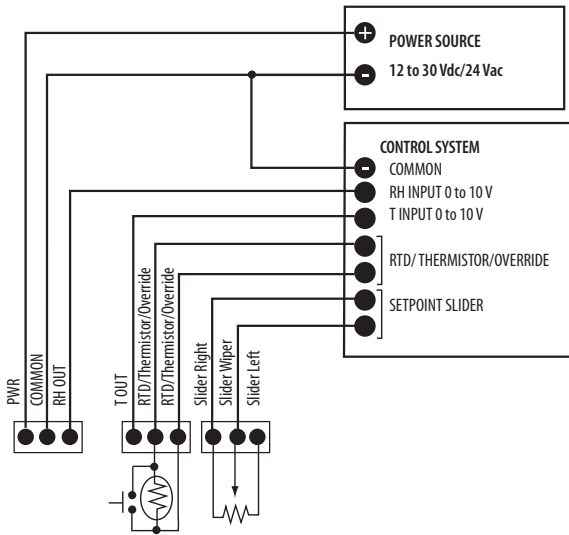 +
POWER SOURCE
-
12 to 30 Vdc/24 Vac
CONTROL SYSTEM
-
COMMON
RH INPUT 0 to 10 V
T INPUT 0 to 10 V
RTD/ THERMISTOR/OVERRIDE
SETPOINT SLIDER
PWR
COMMON
RH OUT
T OUT
RTD/Thermistor/Override
RTD/Thermistor/Override
Slider Right
Slider Wiper
Slider Left